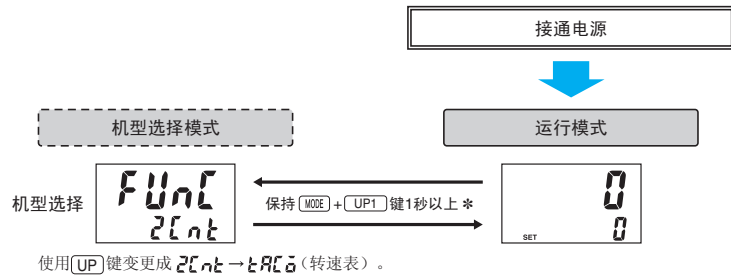 接通电源
机型选择模式
运行模式
机型选择
FUnC
2Cnt
保持 MODE + UP1 键1秒以上 *
0
SET 0
使用 UP 键变更成 2Cnt → tACo (转速表) 。